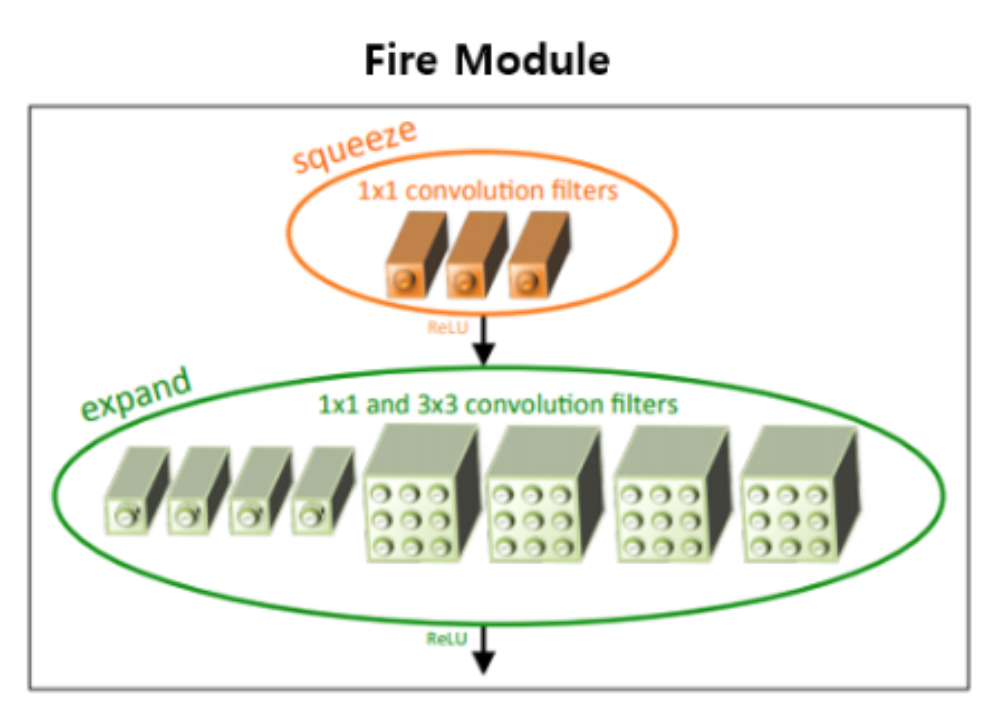 Fire Module
squeeze
1x1 convolution filters
ReLU
expand
1x1 and 3x3 convolution filters
ReLU